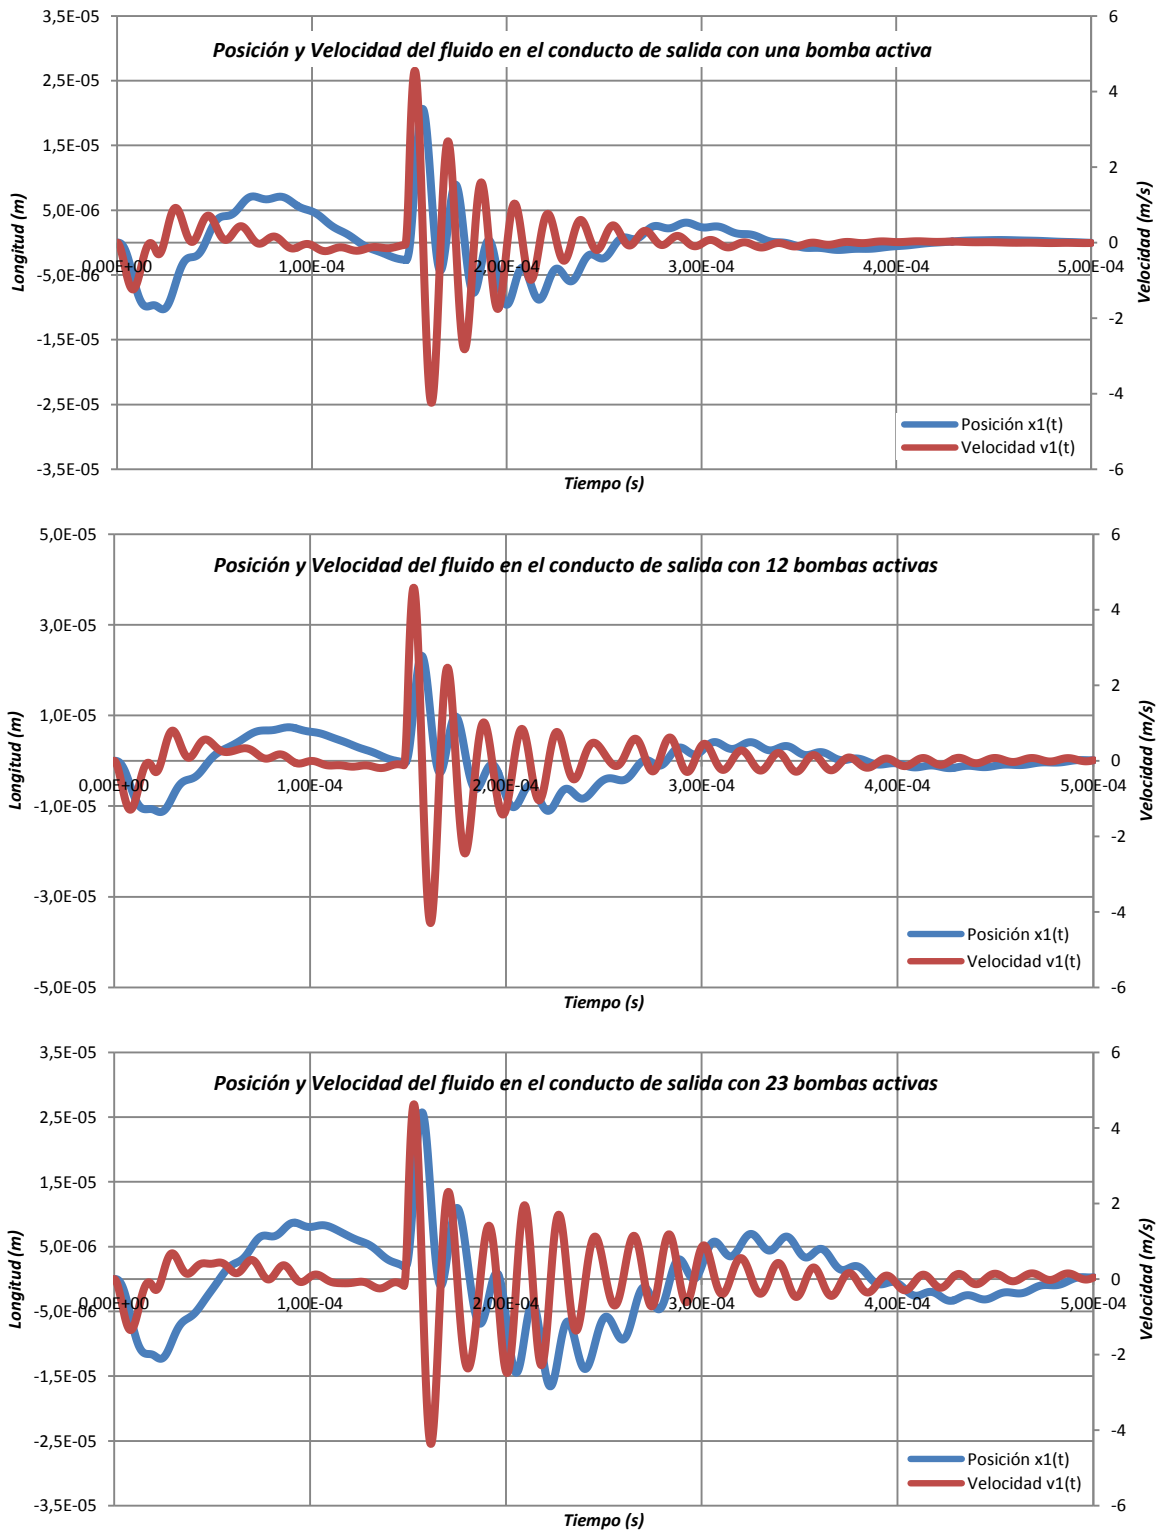 Posición y Velocidad del fluido en el conducto de salida con una bomba activa
3,5E-05
2,5E-05
1,5E-05
5,0E-06
-5,0E-06
-1,5E-05
-2,5E-05
-3,5E-05
Longitud (m)
6
4
2
0
-2
-4
-6
Velocidad (m/s)
0,00E+00 1,00E-04 2,00E-04 3,00E-04 4,00E-04 5,00E-04
Posición x1(t)
Velocidad v1(t)
Tiempo (s)
Posición y Velocidad del fluido en el conducto de salida con 12 bombas activas
5,0E-05
3,0E-05
1,0E-05
-1,0E-05
-3,0E-05
-5,0E-05
Longitud (m)
6
4
2
0
-2
-4
-6
Velocidad (m/s)
0,00E+00 1,00E-04 2,00E-04 3,00E-04 4,00E-04 5,00E-04
Posición x1(t)
Velocidad v1(t)
Tiempo (s)
Posición y Velocidad del fluido en el conducto de salida con 23 bombas activas
3,5E-05
2,5E-05
1,5E-05
5,0E-06
-5,0E-06
-1,5E-05
-2,5E-05
-3,5E-05
Longitud (m)
6
4
2
0
-2
-4
-6
Velocidad (m/s)
0,00E+00 1,00E-04 2,00E-04 3,00E-04 4,00E-04 5,00E-04
Posición x1(t)
Velocidad v1(t)
Tiempo (s)